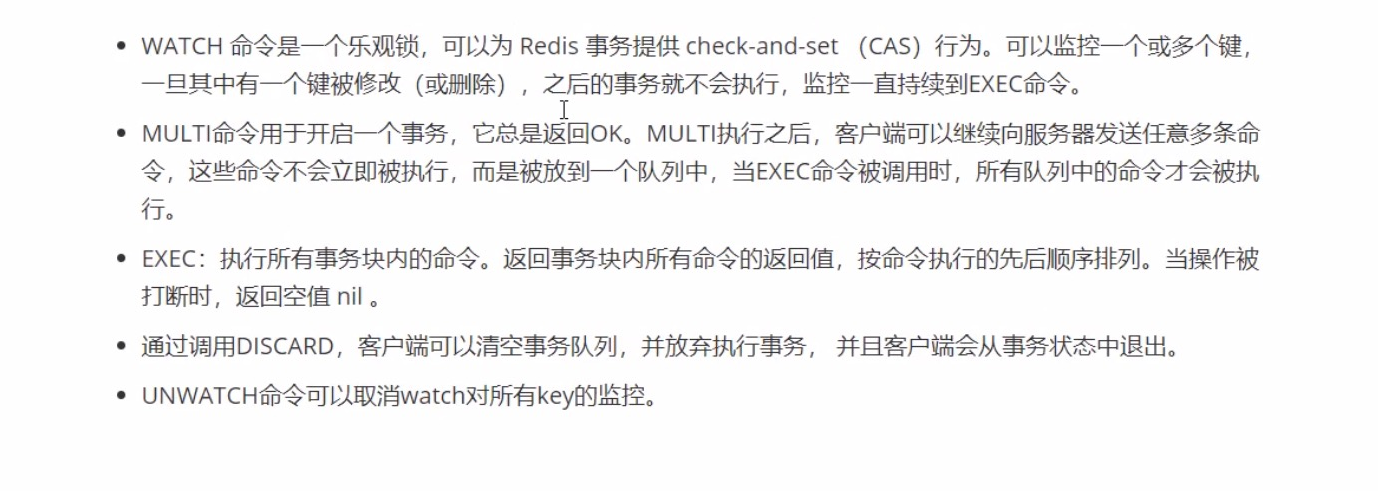 • WATCH 命令是一个乐观锁，可以为 Redis 事务提供 check-and-set （CAS）行为。可以监控一个或多个键，
一旦其中有一个键被修改（或删除），之后的事务就不会执行，监控一直持续到EXEC命令。
• MULTI命令用于开启一个事务，它总是返回OK。MULTI执行之后，客户端可以继续向服务器发送任意多条命
令，这些命令不会立即被执行，而是被放到一个队列中，当EXEC命令被调用时，所有队列中的命令才会被执
行。
• EXEC：执行所有事务块内的命令。返回事务块内所有命令的返回值，按命令执行的先后顺序排列。当操作被
打断时，返回空值 nil 。
• 通过调用DISCARD，客户端可以清空事务队列，并放弃执行事务， 并且客户端会从事务状态中退出。
• UNWATCH命令可以取消watch对所有key的监控。